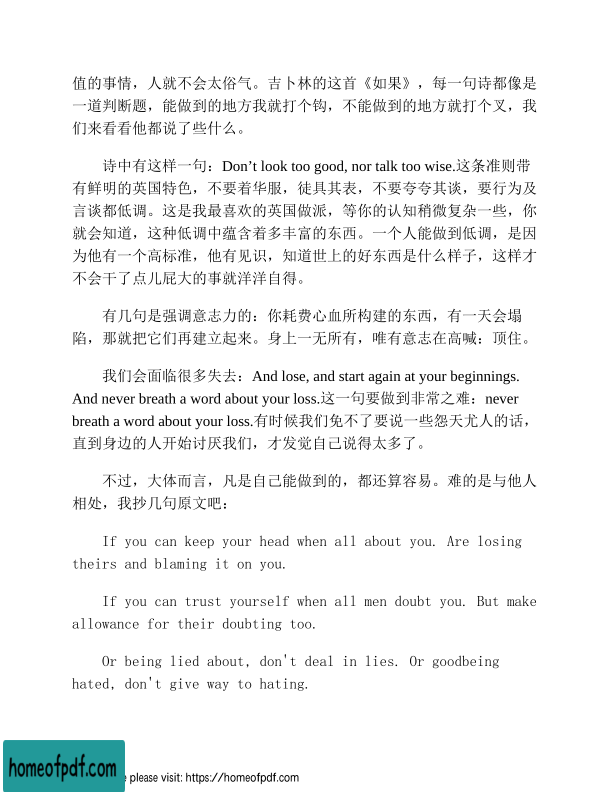 值的事情，人就不会太俗气。吉卜林的这首《如果》，每一句诗都像是
一道判断题，能做到的地方我就打个钩，不能做到的地方就打个叉，我
们来看看他都说了些什么。
诗中有这样一句：Don’t look too good, nor talk too wise.这条准则带
有鲜明的英国特色，不要着华服，徒具其表，不要夸夸其谈，要行为及
言谈都低调。这是我最喜欢的英国做派，等你的认知稍微复杂一些，你
就会知道，这种低调中蕴含着多丰富的东西。一个人能做到低调，是因
为他有一个高标准，他有见识，知道世上的好东西是什么样子，这样才
不会干了点儿屁大的事就洋洋自得。
有几句是强调意志力的：你耗费心血所构建的东西，有一天会塌
陷，那就把它们再建立起来。身上一无所有，唯有意志在高喊：顶住。
我们会面临很多失去：And lose, and start again at your beginnings.
And never breath a word about your loss.这一句要做到非常之难：never
breath a word about your loss.有时候我们免不了要说一些怨天尤人的话，
直到身边的人开始讨厌我们，才发觉自己说得太多了。
不过，大体而言，凡是自己能做到的，都还算容易。难的是与他人
相处，我抄几句原文吧：
If you can keep your head when all about you. Are losing
theirs and blaming it on you.
If you can trust yourself when all men doubt you. But make
allowance for their doubting too.
Or being lied about, don't deal in lies. Or goodbeing
hated, don't give way to hating.
homeofpdf.com
e please visit: https://homeofpdf.com